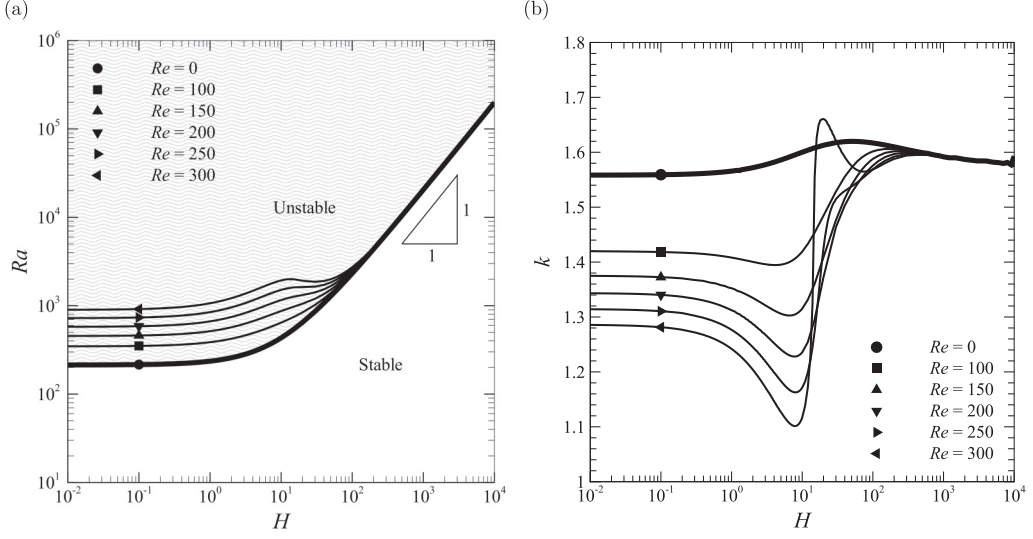 (a)
10^6
10^5
10^4
10^3
10^2
10^1
Ra
Re = 0
Re = 100
Re = 150
Re = 200
Re = 250
Re = 300
Unstable
Stable
1
1
10^-2 10^-1 10^0 10^1 10^2 10^3 10^4
H
(b)
1.8
1.7
1.6
1.5
1.4
1.3
1.2
1.1
1
k
Re = 0
Re = 100
Re = 150
Re = 200
Re = 250
Re = 300
10^-2 10^-1 10^0 10^1 10^2 10^3 10^4
H